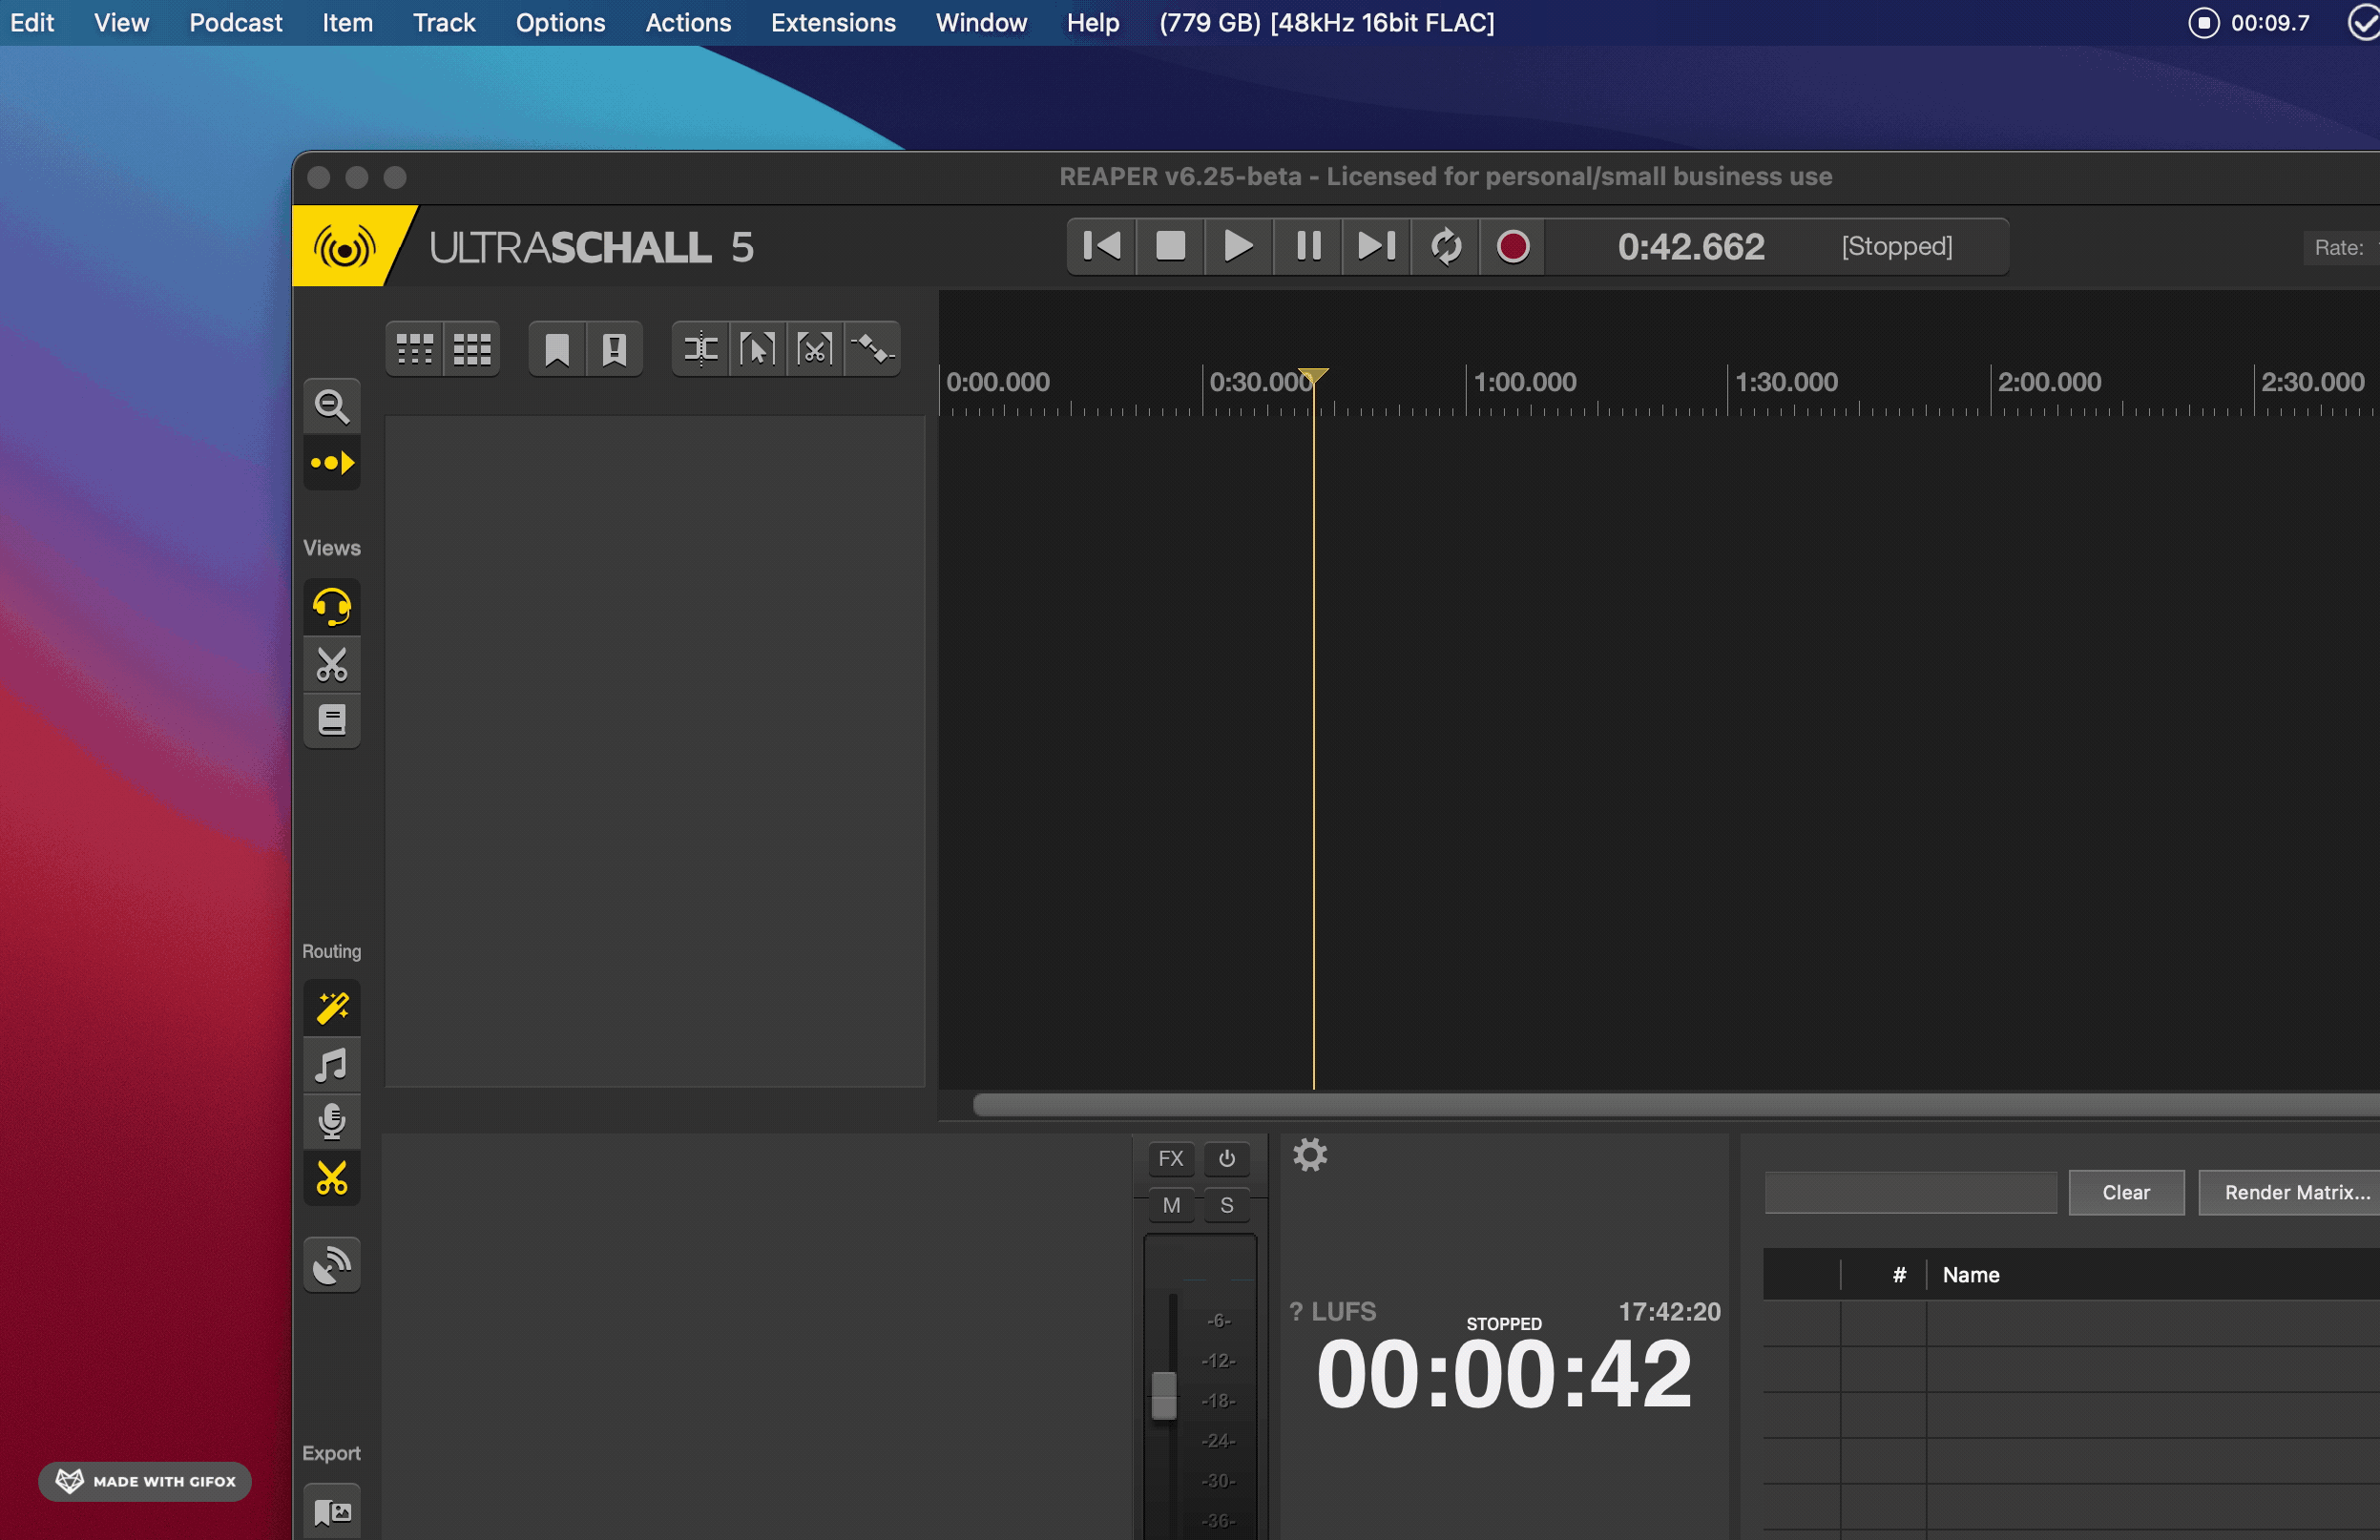 Edit View Podcast Item Track Options Actions Extensions Window Help (779 GB) [48kHz 16bit FLAC] 00:09.7
REAPER v6.25-beta - Licensed for personal/small business use
ULTRASCHALL 5
0:42.662 [Stopped] Rate:
0:00.000 0:30.000 1:00.000 1:30.000 2:00.000 2:30.000
Views
Routing
FX
M S
Clear Render Matrix...
# Name
? LUFS STOPPED 17:42:20
00:00:42
-6-
-12-
-18-
-24-
-30-
-36-
Export
MADE WITH GIFOX